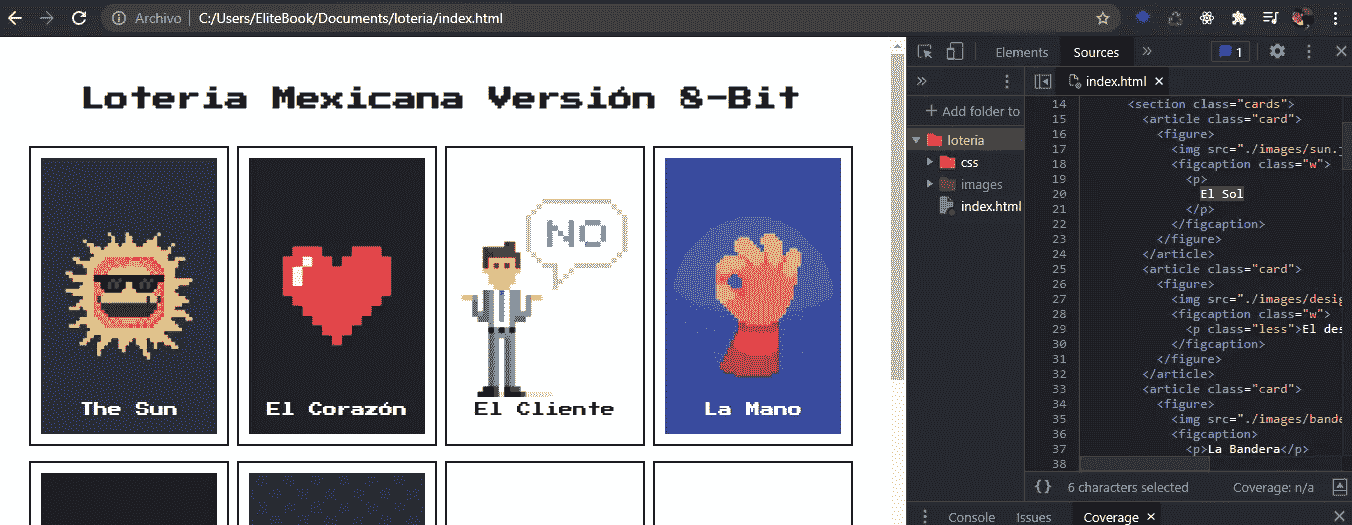 Archivo C:/Users/EliteBook/Documents/loteria/index.html
Loteria Mexicana Versión 8-Bit
The Sun
El Corazón
NO
El Cliente
La Mano
Elements Sources 1
index.html
Add folder to
loteria
css
images
index.html
14 <section class="cards">
15 <article class="card">
16 <figure>
17 <img src="./images/sun.
18 <figcaption class="w">
19 <p>
20 El Sol
21 </p>
22 </figcaption>
23 </figure>
24 </article>
25 <article class="card">
26 <figure>
27 <img src="./images/desig
28 <figcaption class="w">
29 <p class="less">El des
30 </figcaption>
31 </figure>
32 </article>
33 <article class="card">
34 <figure>
35 <img src="./images/bande
36 <figcaption>
37 <p>La Bandera</p>
38
{} 6 characters selected Coverage: n/a
Console Issues Coverage